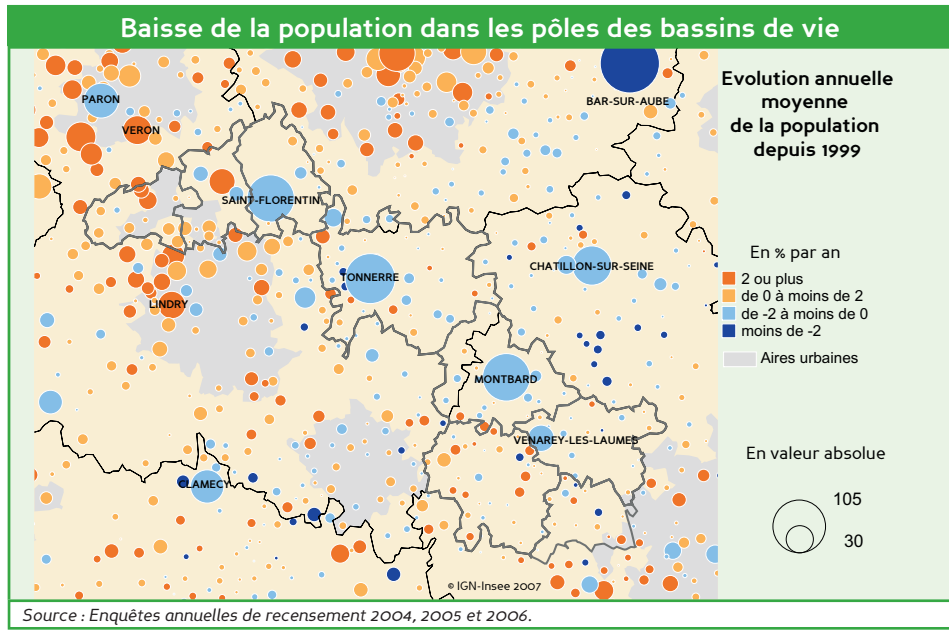 Baisse de la population dans les pôles des bassins de vie
PARON
VERON
BAR-SUR-AUBE
SAINT-FLORENTIN
TONNERRE
CHATILLON-SUR-SEINE
LINDRY
MONTBARD
VENAREY-LES-LAUMES
CLAMECY
© IGN-Insee 2007
Evolution annuelle
moyenne
de la population
depuis 1999
En % par an
2 ou plus
de 0 à moins de 2
de -2 à moins de 0
moins de -2
Aires urbaines
En valeur absolue
105
30
Source : Enquêtes annuelles de recensement 2004, 2005 et 2006.